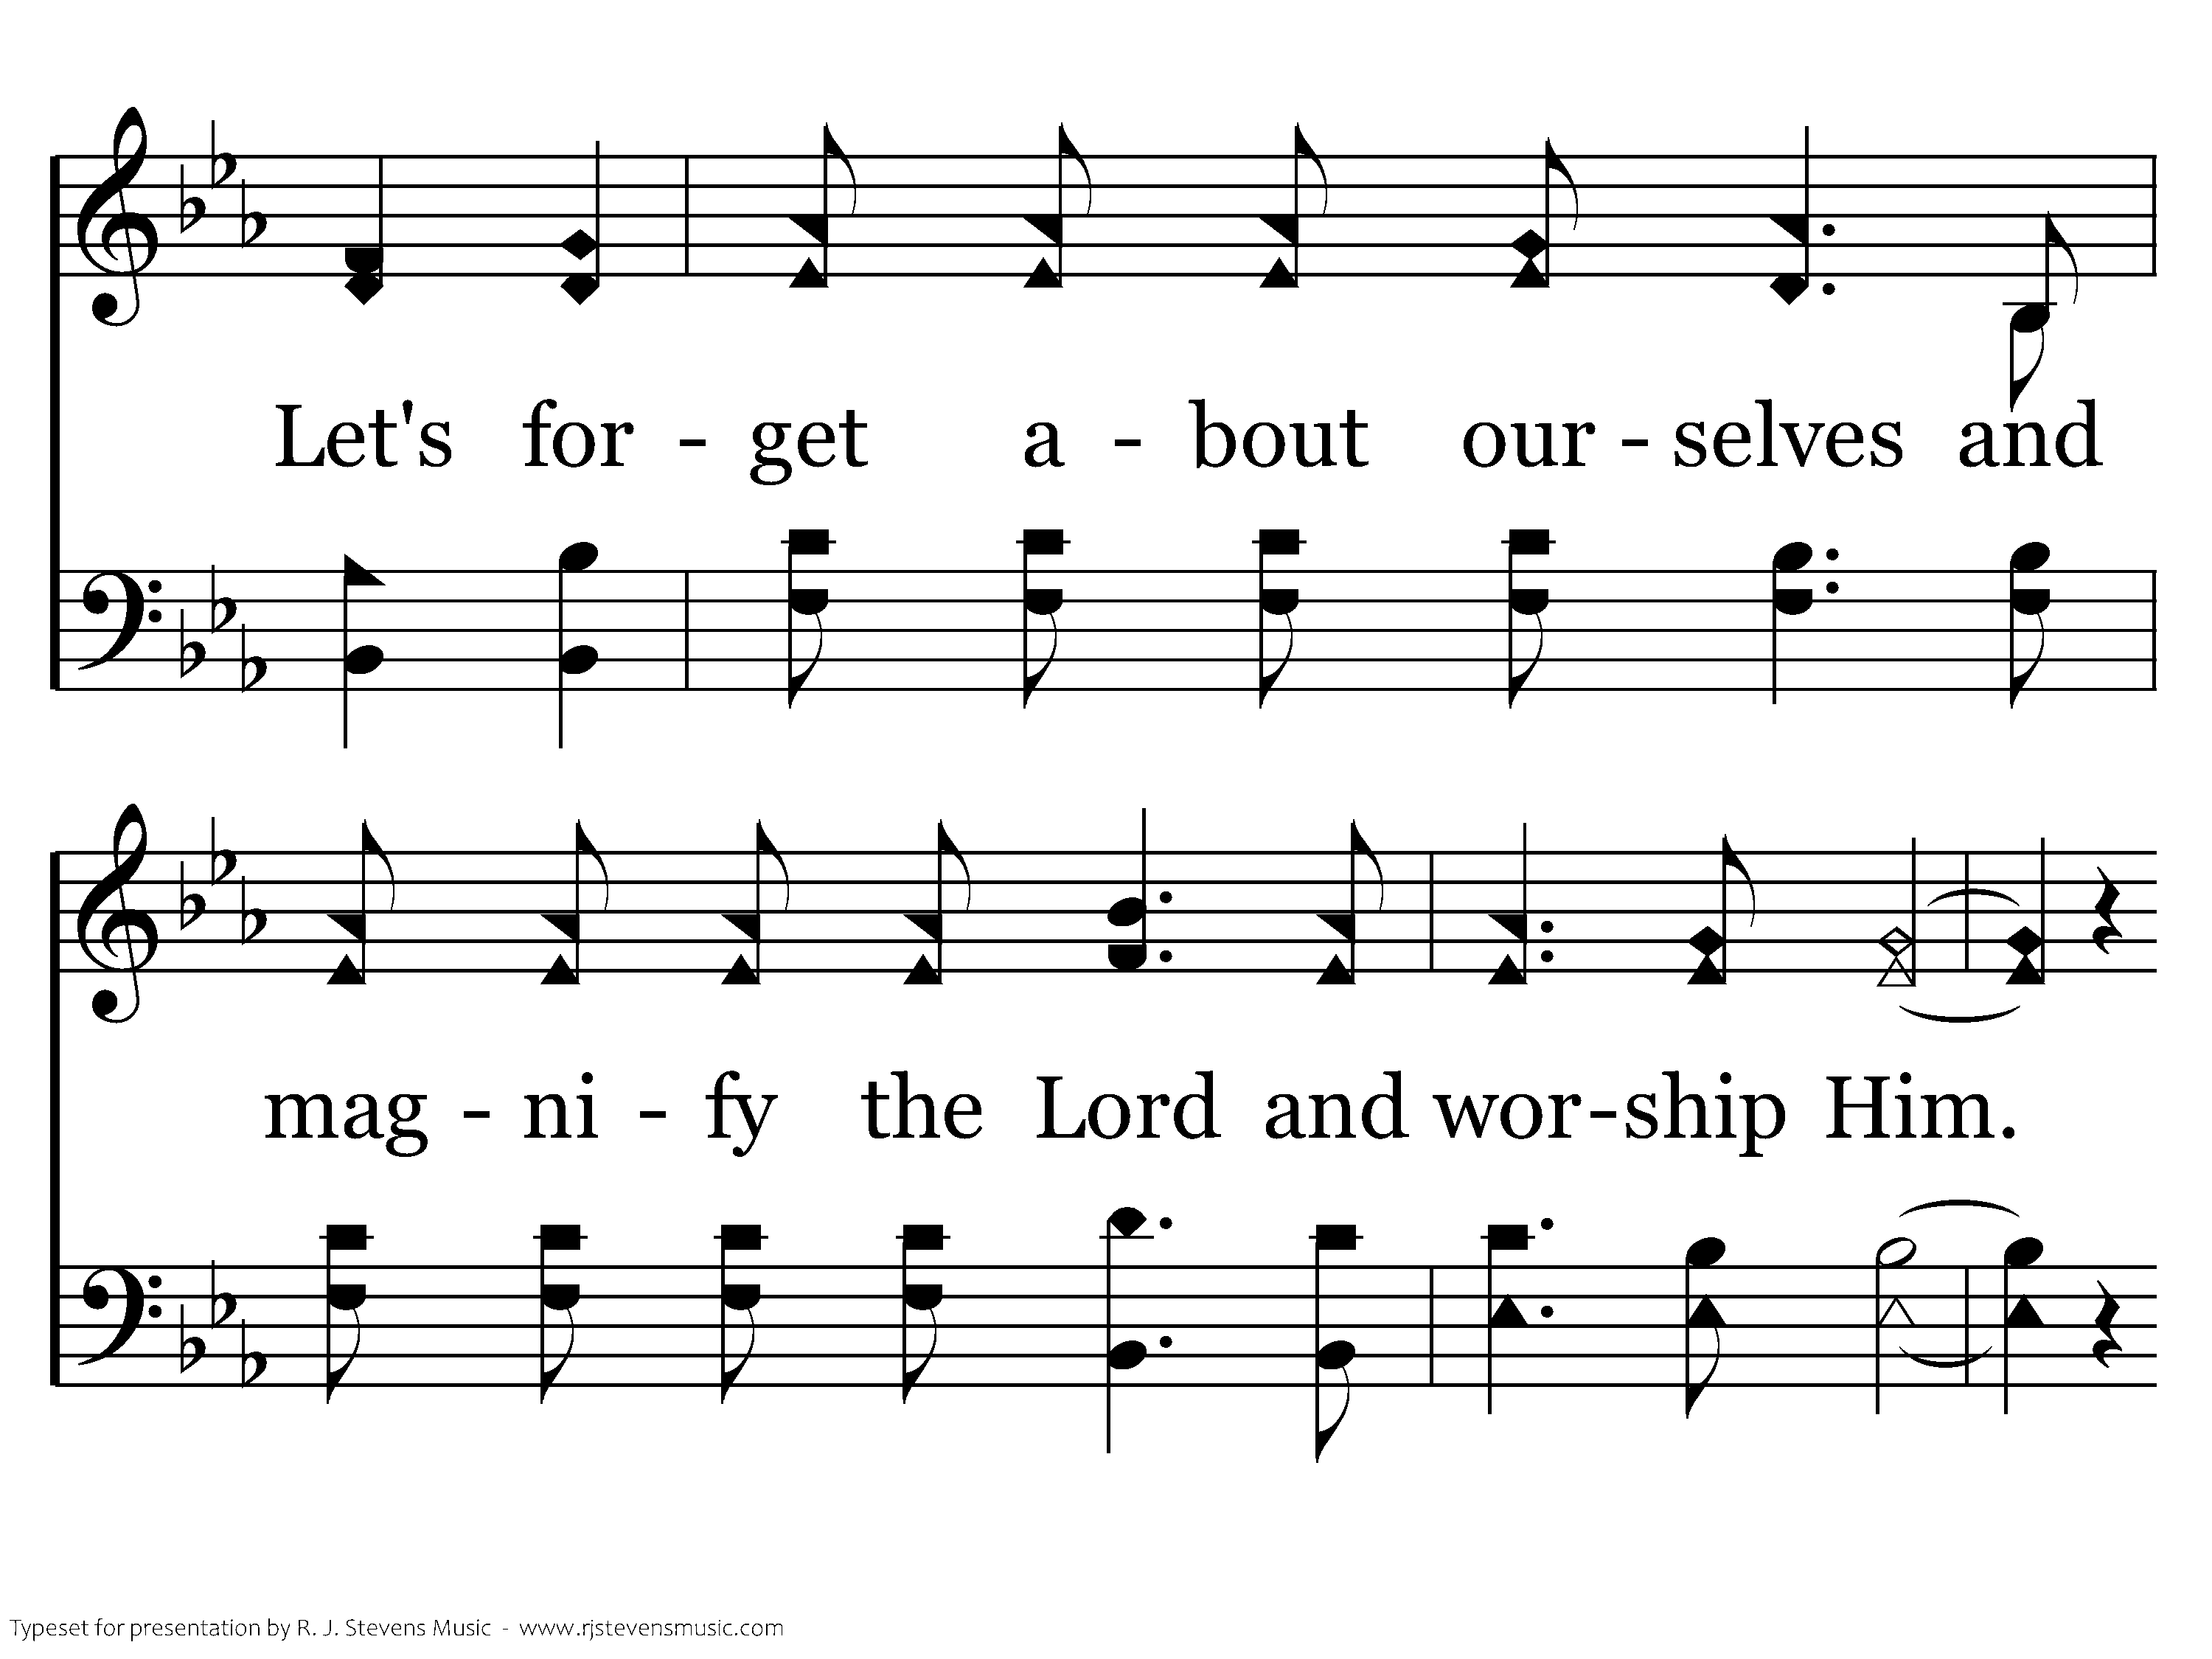 Let's for - get a - bout our - selves and
mag - ni - fy the Lord and wor-ship Him.
Typeset for presentation by R. J. Stevens Music - www.rjstevensmusic.com